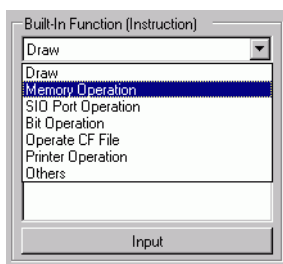 Built-In Function (Instruction)
Draw
Draw
Memory Operation
SIO Port Operation
Bit Operation
Operate CF File
Printer Operation
Others
Input